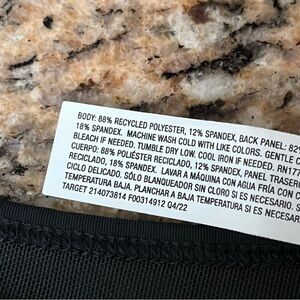 BODY: 88% RECYCLED POLYESTER, 12% SPANDEX, BACK PANEL: 82%
18% SPANDEX. MACHINE WASH COLD WITH LIKE COLORS. GENTLE C
BLEACH IF NEEDED. TUMBLE DRY LOW. COOL IRON IF NEEDED. RN177
CUERPO: 88% POLIÉSTER RECICLADO, 12% SPANDEX, PANEL TRASER
RECICLADO, 18% SPANDEX. LAVAR A MÁQUINA CON AGUA FRÍA CON C
CICLO DELICADO. SÓLO BLANQUEADOR SIN CLORO SI ES NECESARIO. S
TEMPERATURA BAJA. PLANCHAR A BAJA TEMPERATURA SI ES NECESARIO
TARGET 214073814 F00314912 Q4/22